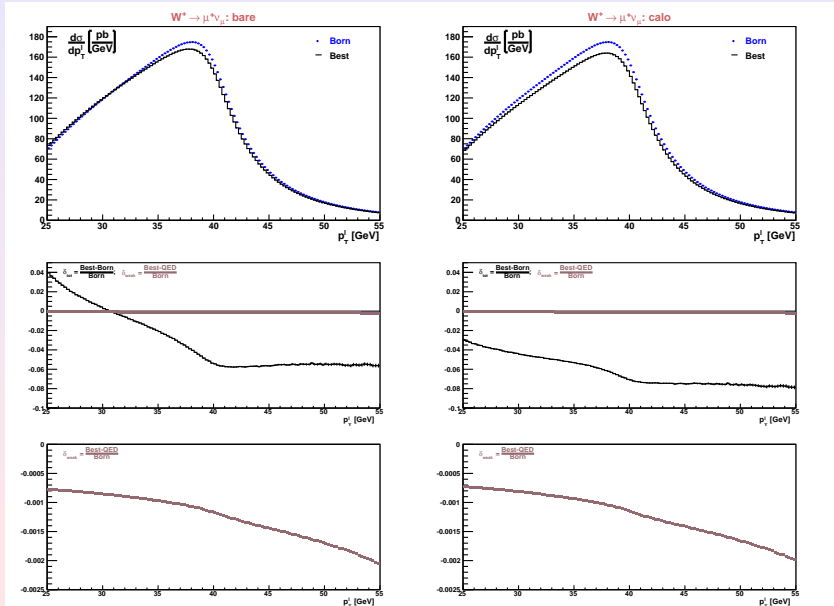 W⁺ → μ⁺ν_μ: bare
dσ/dp_T^l [pb/GeV]
Born
Best
180
160
140
120
100
80
60
40
20
0
25 30 35 40 45 50 55
p_T^l [GeV]
δ_tot = Best-Born/Born; δ_weak = Best-QED/Born
0.04
0.02
0
-0.02
-0.04
-0.06
-0.08
-0.1
25 30 35 40 45 50 55
p_T^l [GeV]
δ_weak = Best-QED/Born
0
-0.0005
-0.001
-0.0015
-0.002
-0.0025
25 30 35 40 45 50 55
p_T^l [GeV]
W⁺ → μ⁺ν_μ: calo
dσ/dp_T^l [pb/GeV]
Born
Best
180
160
140
120
100
80
60
40
20
0
25 30 35 40 45 50 55
p_T^l [GeV]
δ_tot = Best-Born/Born; δ_weak = Best-QED/Born
0.04
0.02
0
-0.02
-0.04
-0.06
-0.08
-0.1
25 30 35 40 45 50 55
p_T^l [GeV]
δ_weak = Best-QED/Born
0
-0.0005
-0.001
-0.0015
-0.002
-0.0025
25 30 35 40 45 50 55
p_T^l [GeV]